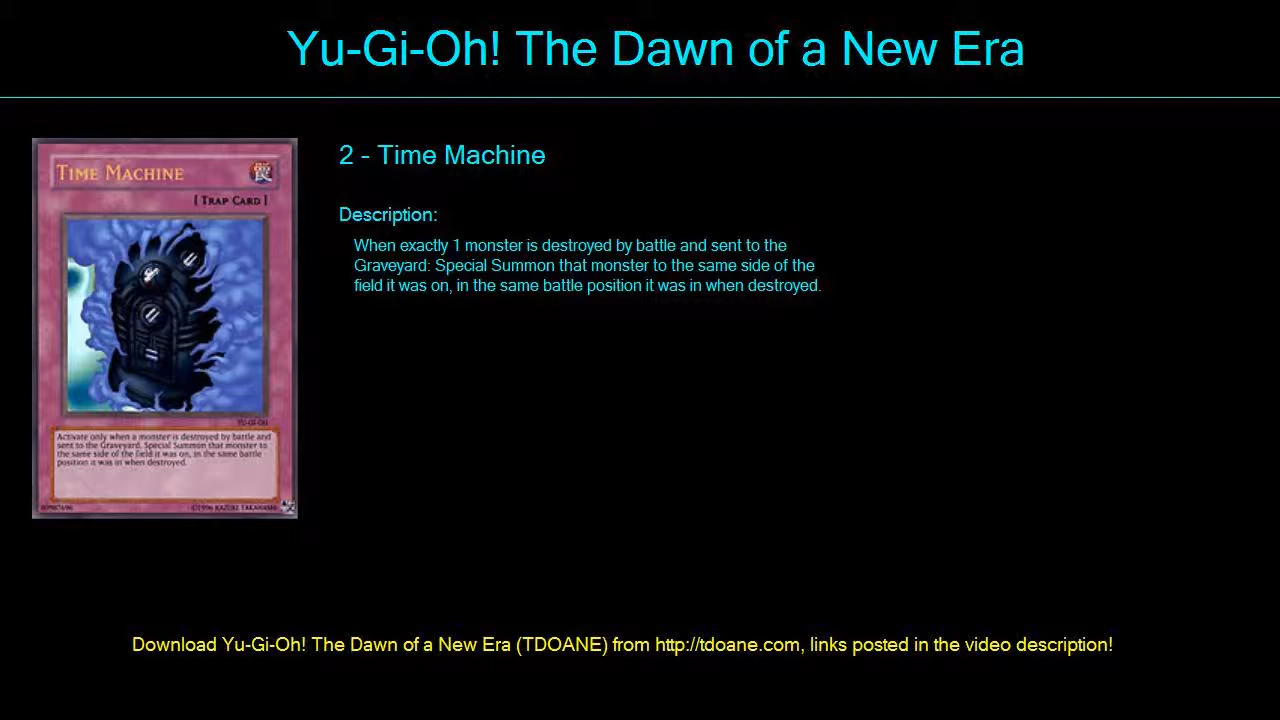 Yu-Gi-Oh! The Dawn of a New Era
TIME MACHINE
[ TRAP CARD ]
Activate only when a monster is destroyed by battle and
sent to the Graveyard. Special Summon that monster to
the same side of the field it was on, in the same battle
position it was in when destroyed.
©1996 KAZUKI TAKAHASHI
2 - Time Machine
Description:
When exactly 1 monster is destroyed by battle and sent to the
Graveyard: Special Summon that monster to the same side of the
field it was on, in the same battle position it was in when destroyed.
Download Yu-Gi-Oh! The Dawn of a New Era (TDOANE) from http://tdoane.com, links posted in the video description!